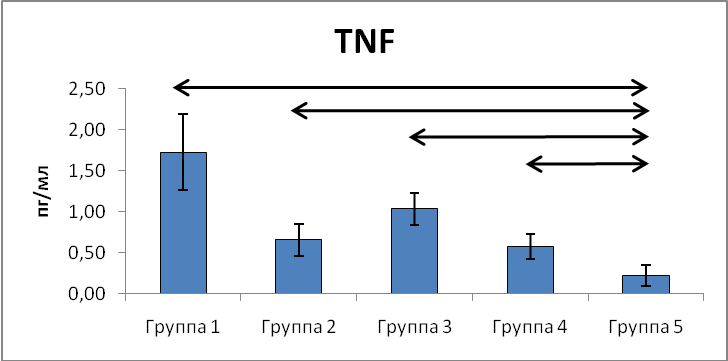 TNF
пг/мл
2,50
2,00
1,50
1,00
0,50
0,00
Группа 1
Группа 2
Группа 3
Группа 4
Группа 5